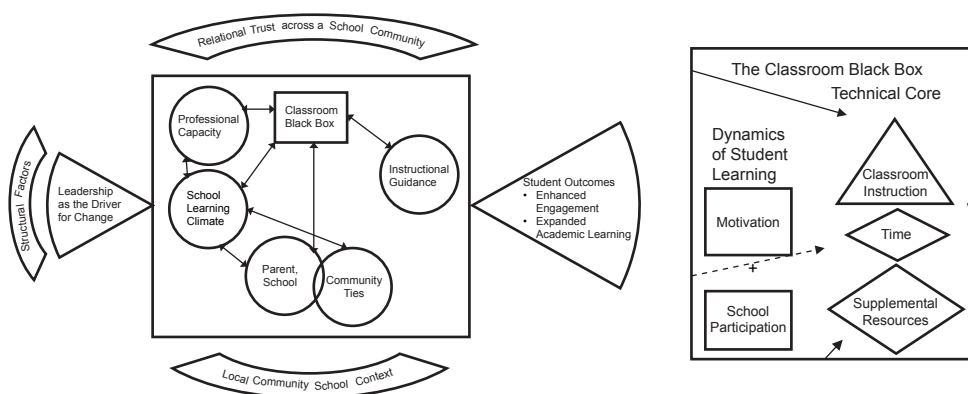 Relational Trust across a School Community
Structural Factors
Leadership
as the Driver
for Change
Professional
Capacity
Classroom
Black Box
Instructional
Guidance
School
Learning
Climate
Parent,
School
Community
Ties
Student Outcomes
• Enhanced
Engagement
• Expanded
Academic Learning
Local Community School Context
The Classroom Black Box
Technical Core
Dynamics
of Student
Learning
Motivation
+
School
Participation
Classroom
Instruction
Time
Supplemental
Resources